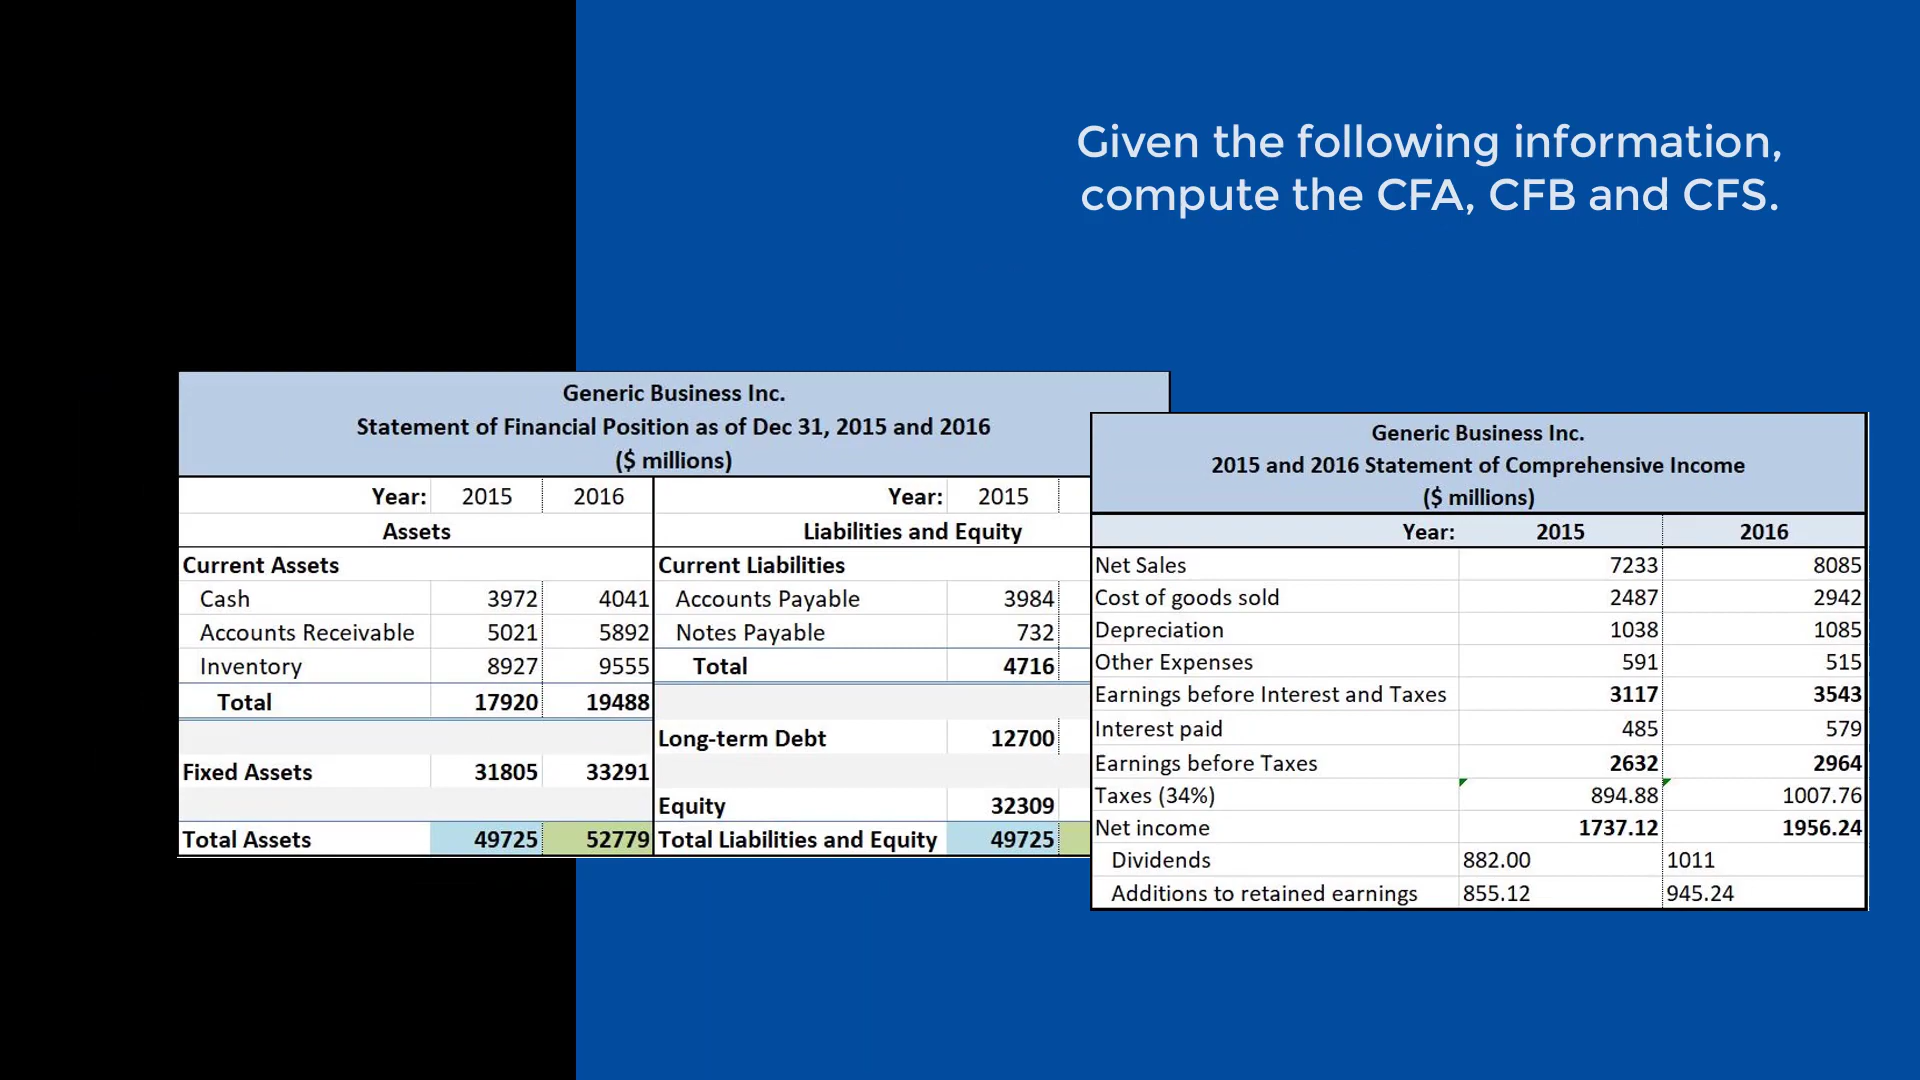 Given the following information,
compute the CFA, CFB and CFS.
Generic Business Inc.
Statement of Financial Position as of Dec 31, 2015 and 2016
($ millions)
Year: 2015 2016 Year: 2015
Assets Liabilities and Equity
Current Assets Current Liabilities
Cash 3972 4041 Accounts Payable 3984
Accounts Receivable 5021 5892 Notes Payable 732
Inventory 8927 9555 Total 4716
Total 17920 19488
Long-term Debt 12700
Fixed Assets 31805 33291
Equity 32309
Total Assets 49725 52779 Total Liabilities and Equity 49725
Generic Business Inc.
2015 and 2016 Statement of Comprehensive Income
($ millions)
Year: 2015 2016
Net Sales 7233 8085
Cost of goods sold 2487 2942
Depreciation 1038 1085
Other Expenses 591 515
Earnings before Interest and Taxes 3117 3543
Interest paid 485 579
Earnings before Taxes 2632 2964
Taxes (34%) 894.88 1007.76
Net income 1737.12 1956.24
Dividends 882.00 1011
Additions to retained earnings 855.12 945.24